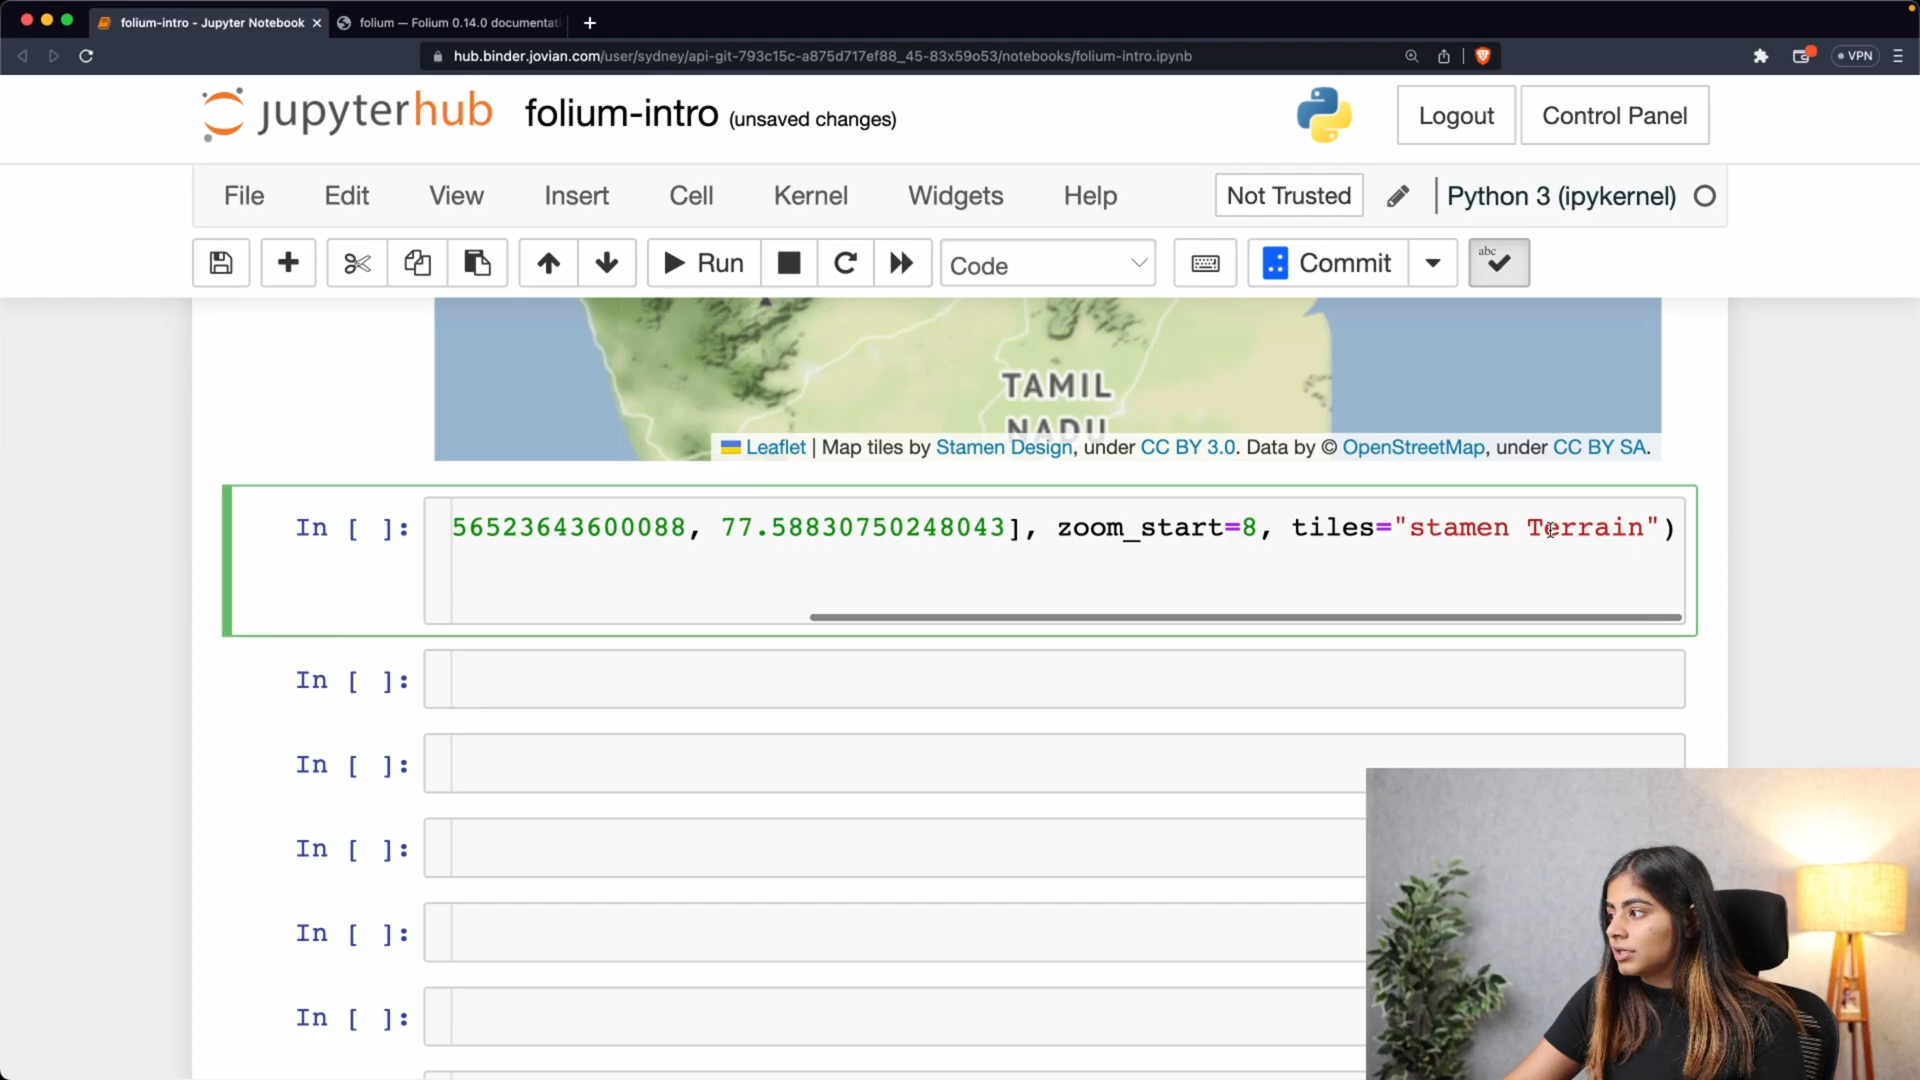 folium-intro - Jupyter Notebook
folium — Folium 0.14.0 documentat
hub.binder.jovian.com/user/sydney/api-git-793c15c-a875d717ef88_45-83x59o53/notebooks/folium-intro.ipynb
VPN
jupyterhub folium-intro (unsaved changes)
Logout
Control Panel
File Edit View Insert Cell Kernel Widgets Help
Not Trusted
Python 3 (ipykernel)
Run
Code
Commit
abc
TAMIL
NADU
Leaflet | Map tiles by Stamen Design, under CC BY 3.0. Data by © OpenStreetMap, under CC BY SA.
In [ ]: 56523643600088, 77.58830750248043], zoom_start=8, tiles="stamen Terrain")
In [ ]:
In [ ]:
In [ ]:
In [ ]:
In [ ]: